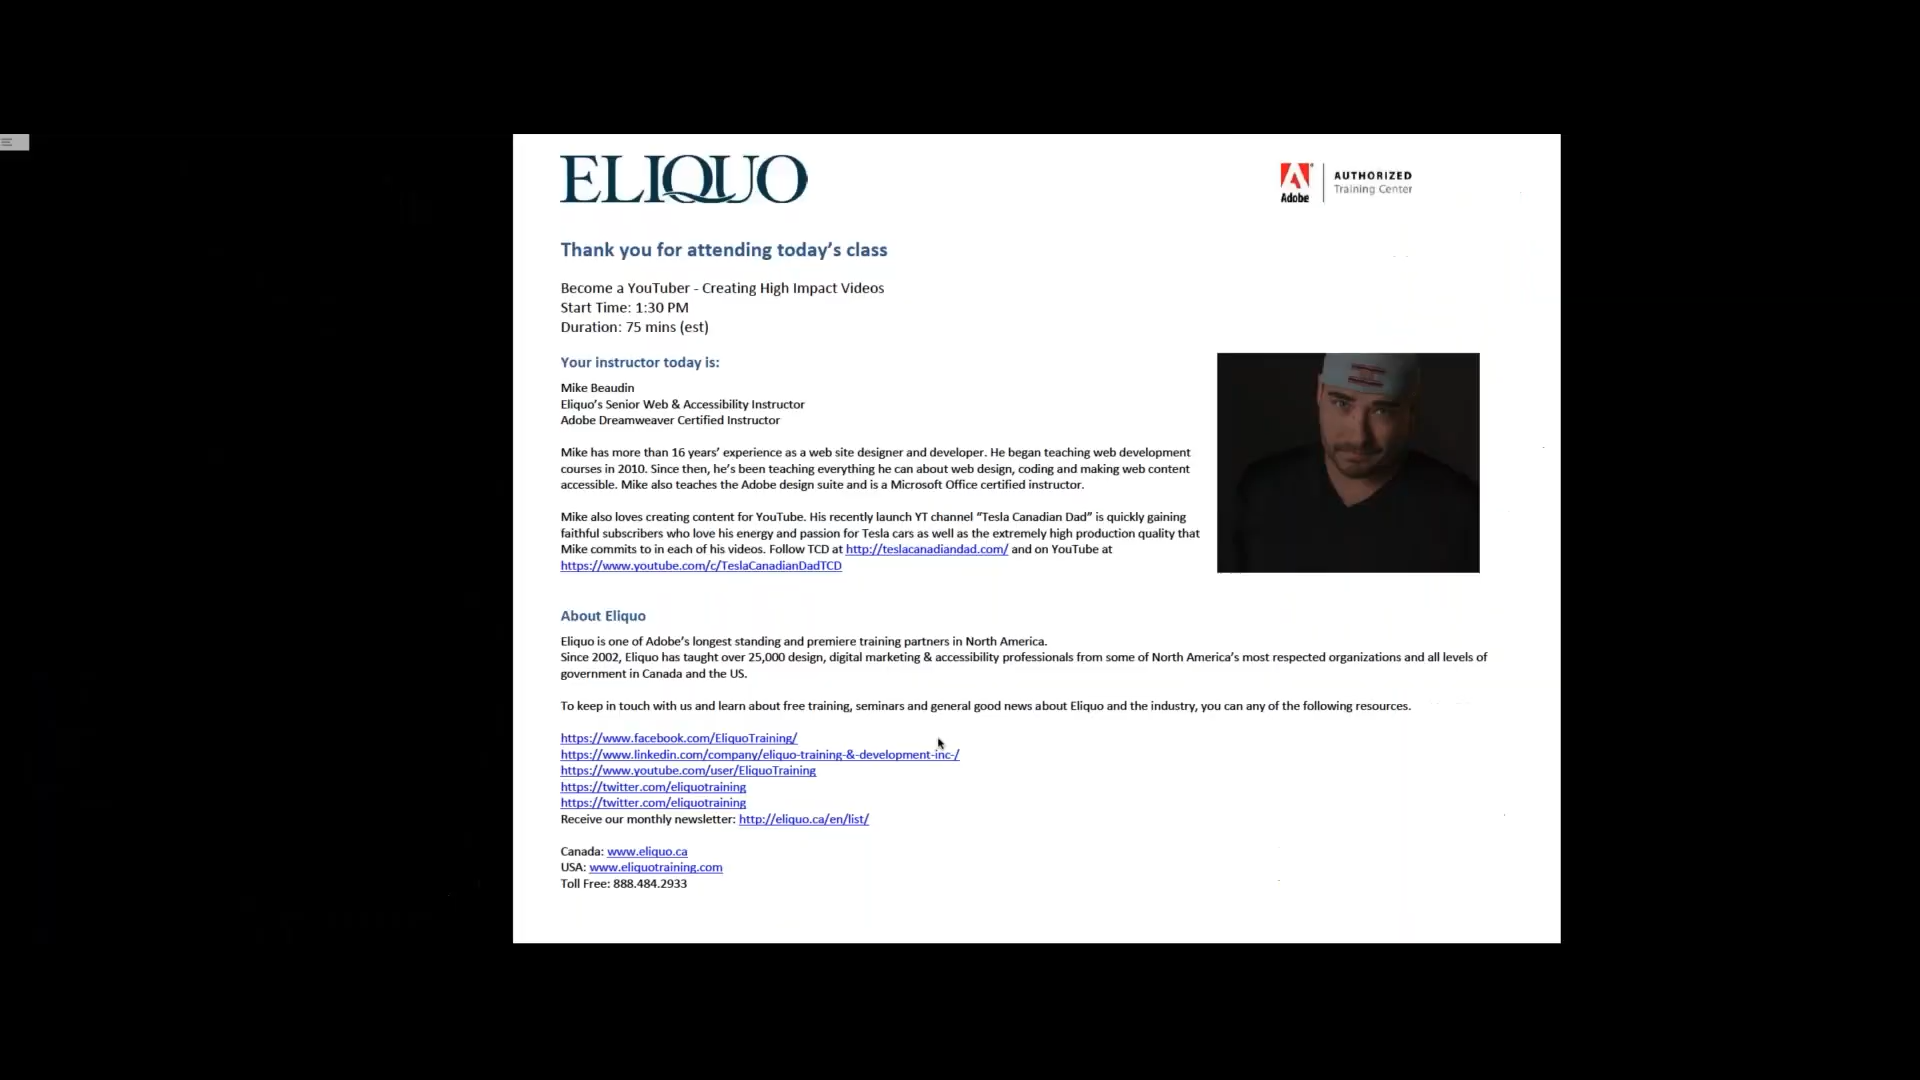 ELIQUO
Adobe
AUTHORIZED
Training Center
Thank you for attending today’s class
Become a YouTuber - Creating High Impact Videos
Start Time: 1:30 PM
Duration: 75 mins (est)
Your instructor today is:
Mike Beaudin
Eliquo’s Senior Web & Accessibility Instructor
Adobe Dreamweaver Certified Instructor
Mike has more than 16 years’ experience as a web site designer and developer. He began teaching web development
courses in 2010. Since then, he’s been teaching everything he can about web design, coding and making web content
accessible. Mike also teaches the Adobe design suite and is a Microsoft Office certified instructor.
Mike also loves creating content for YouTube. His recently launch YT channel “Tesla Canadian Dad” is quickly gaining
faithful subscribers who love his energy and passion for Tesla cars as well as the extremely high production quality that
Mike commits to in each of his videos. Follow TCD at http://teslacanadiandad.com/ and on YouTube at
https://www.youtube.com/c/TeslaCanadianDadTCD
About Eliquo
Eliquo is one of Adobe’s longest standing and premiere training partners in North America.
Since 2002, Eliquo has taught over 25,000 design, digital marketing & accessibility professionals from some of North America’s most respected organizations and all levels of
government in Canada and the US.
To keep in touch with us and learn about free training, seminars and general good news about Eliquo and the industry, you can any of the following resources.
https://www.facebook.com/EliquoTraining/
https://www.linkedin.com/company/eliquo-training-&-development-inc-/
https://www.youtube.com/user/EliquoTraining
https://twitter.com/eliquotraining
https://twitter.com/eliquotraining
Receive our monthly newsletter: http://eliquo.ca/en/list/
Canada: www.eliquo.ca
USA: www.eliquotraining.com
Toll Free: 888.484.2933